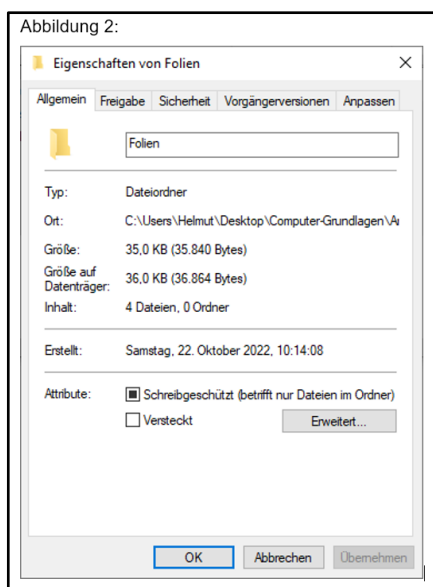 Abbildung 2:
Eigenschaften von Folien
Allgemein Freigabe Sicherheit Vorgängerversionen Anpassen
Folien
Typ: Dateiordner
Ort: C:\Users\Helmut\Desktop\Computer-Grundlagen\
Größe: 35,0 KB (35.840 Bytes)
Größe auf
Datenträger: 36,0 KB (36.864 Bytes)
Inhalt: 4 Dateien, 0 Ordner
Erstellt: Samstag, 22. Oktober 2022, 10:14:08
Attribute: Schreibgeschützt (betrifft nur Dateien im Ordner)
Versteckt Erweitert...
OK Abbrechen Übernehmen